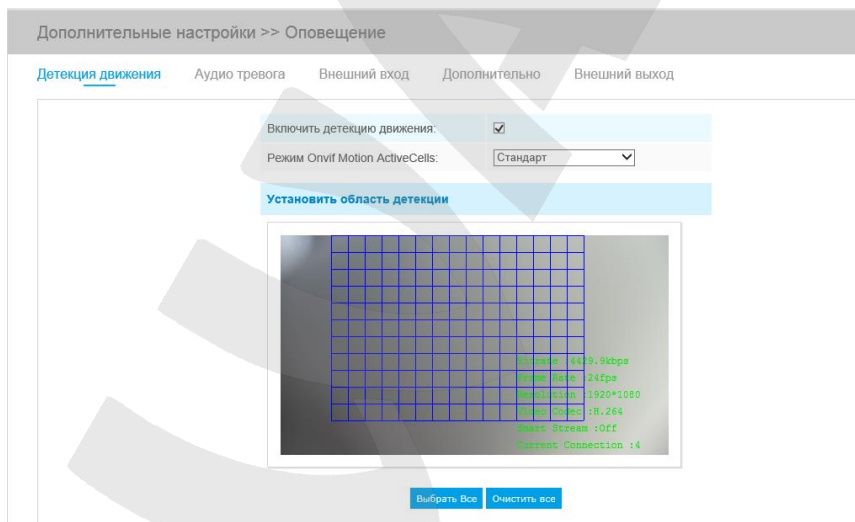 Дополнительные настройки >> Оповещение
Детекция движения Аудио тревога Внешний вход Дополнительно Внешний выход
Включить детекцию движения:
Режим Onvif Motion ActiveCells: Стандарт
Установить область детекции
Bitrate :4429.9kbps
Frame Rate :24fps
Resolution :1920*1080
Video Codec :H.264
Smart Stream :Off
Current Connection :4
Выбрать Все Очистить все